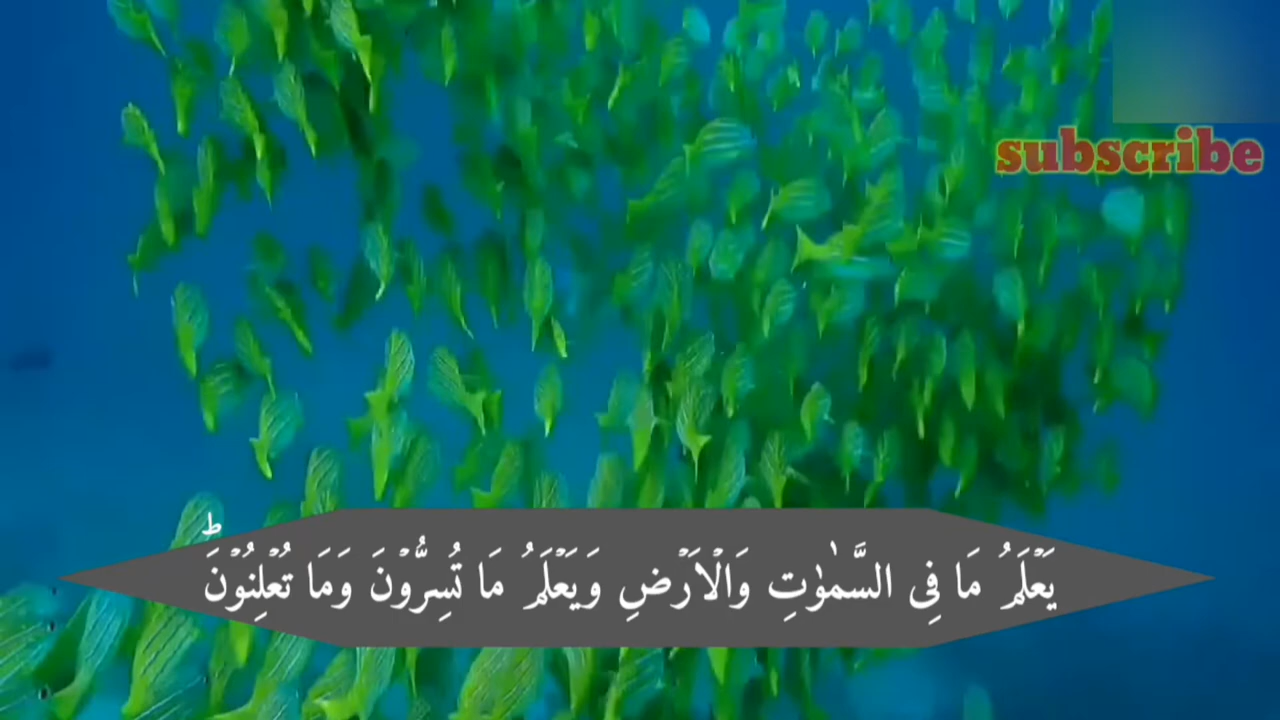 subscribe
يَعۡلَمُ مَا فِى السَّمٰوٰتِ وَالۡاَرۡضِ وَيَعۡلَمُ مَا تُسِرُّوۡنَ وَمَا تُعۡلِنُوۡنَؕ